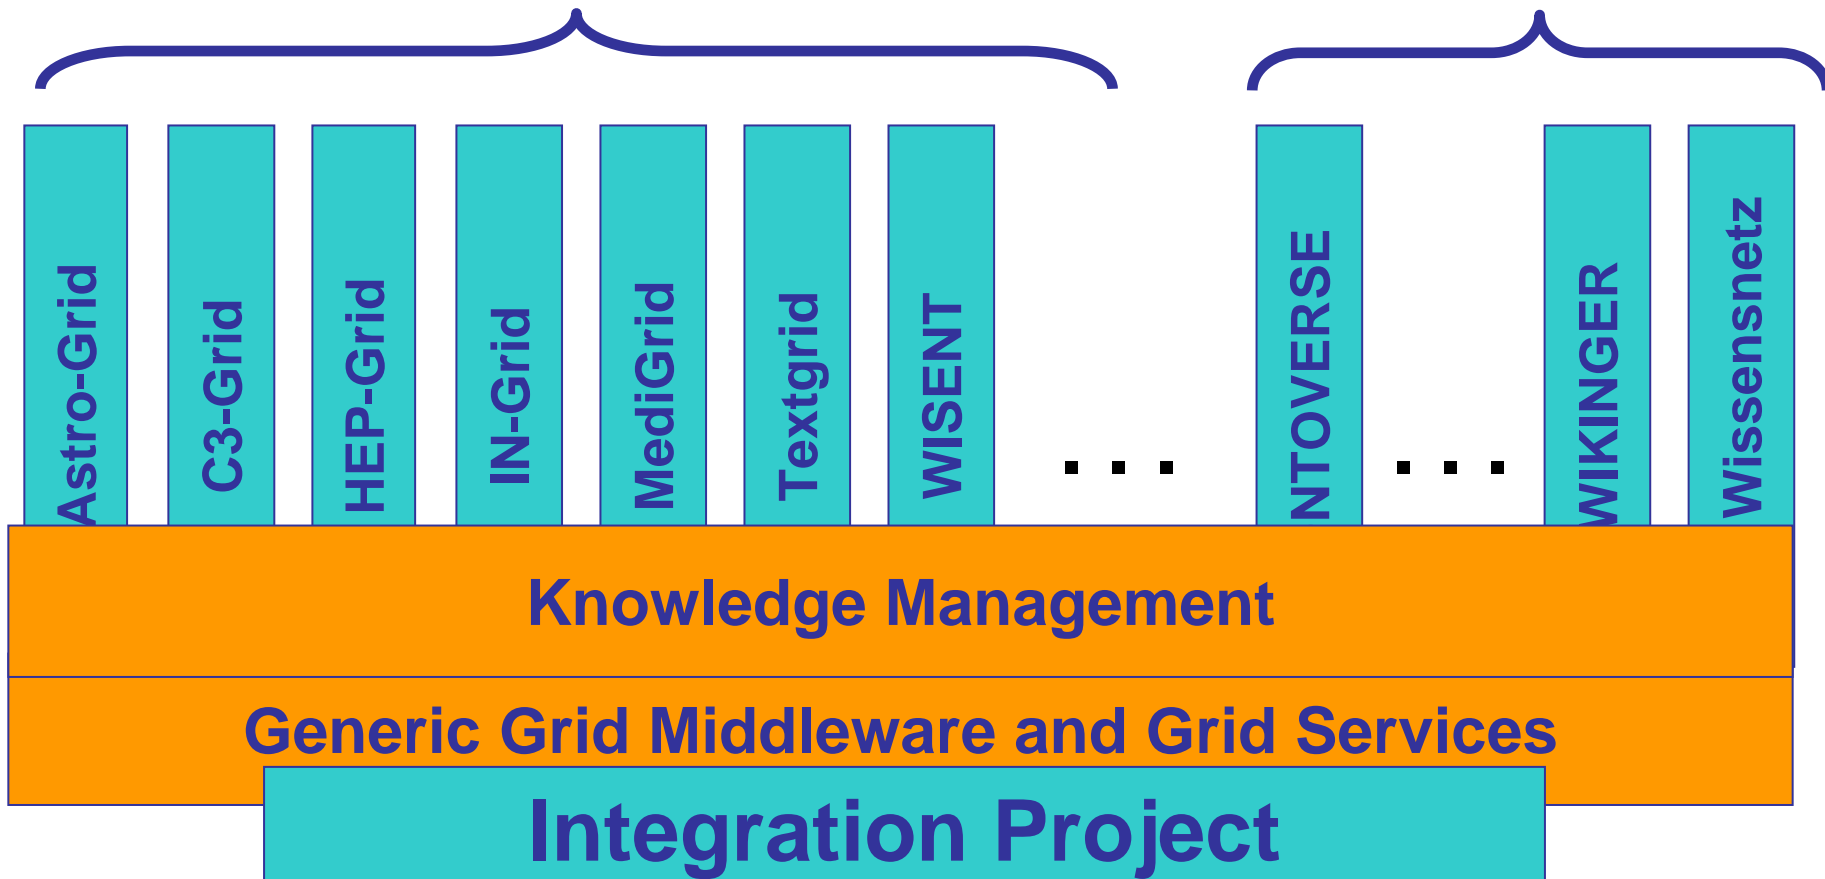 Astro-Grid
C3-Grid
HEP-Grid
IN-Grid
MediGrid
Textgrid
WISENT
. . .
NTOVERSE
. . .
WIKINGER
Wissensnetz
Knowledge Management
Generic Grid Middleware and Grid Services
Integration Project